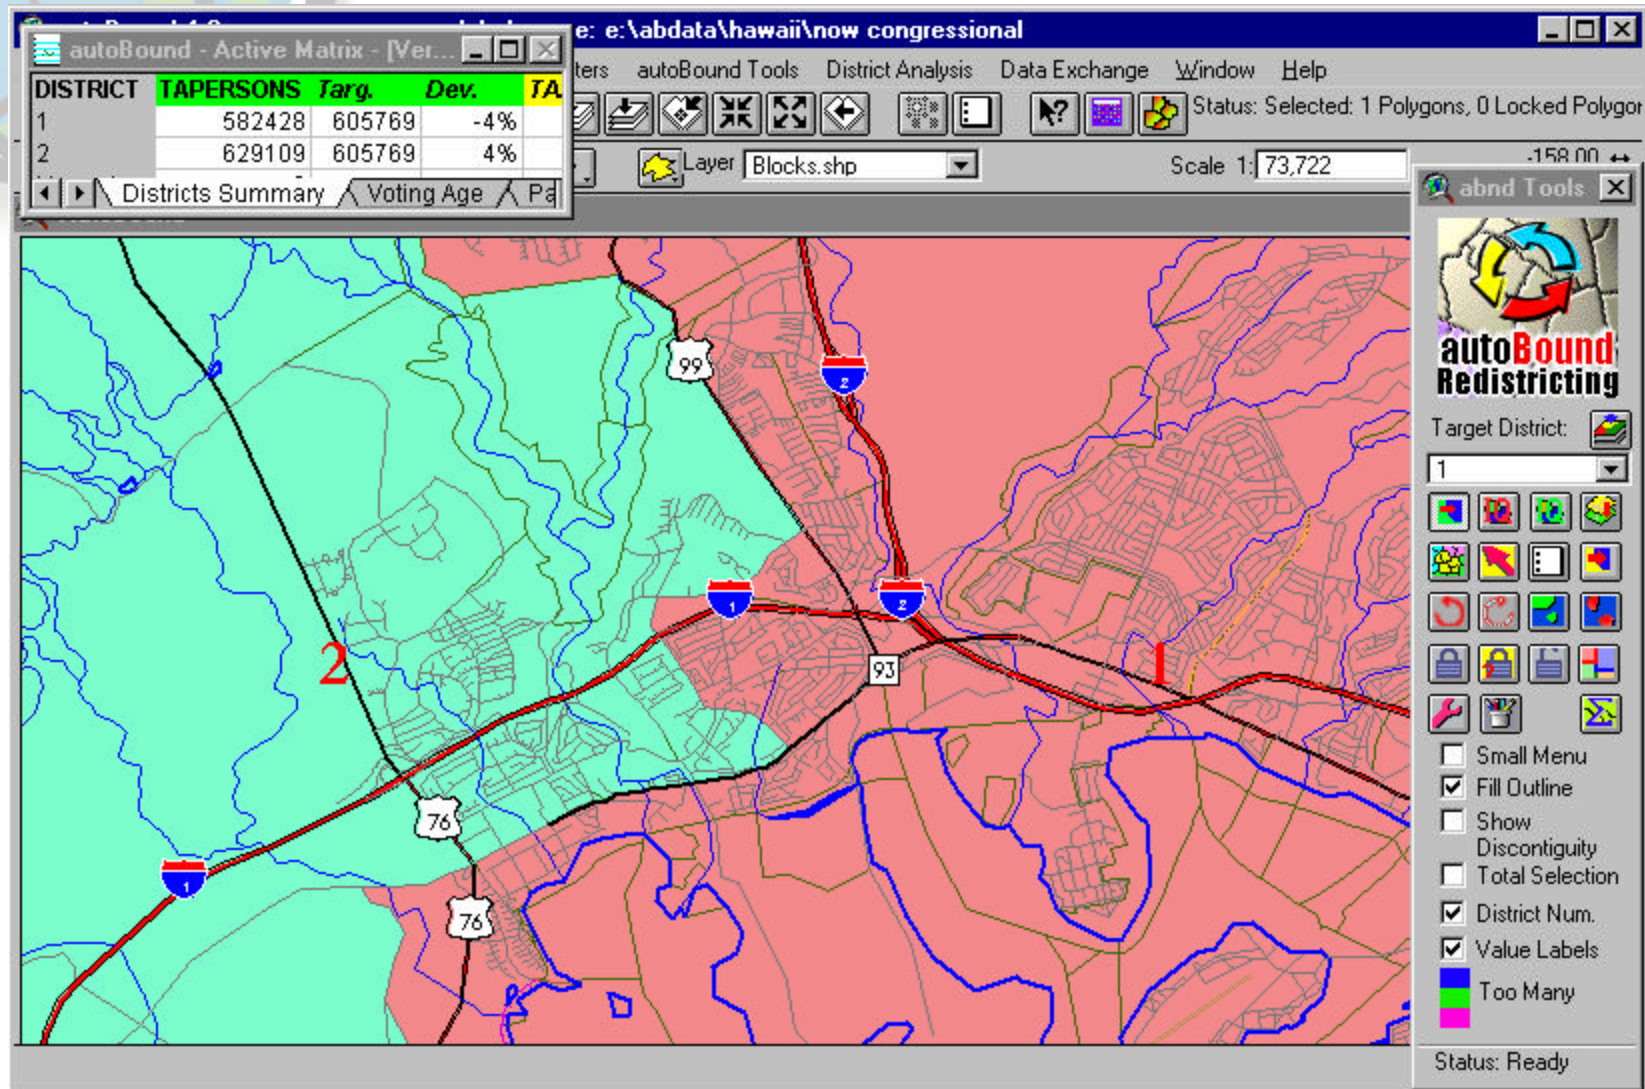 e: e:\abdata\hawaii\now congressional
autoBound - Active Matrix - [Ver...
ters autoBound Tools District Analysis Data Exchange Window Help
DISTRICT TAPERSONS Targ. Dev. TA
1 582428 605769 -4%
2 629109 605769 4%
Districts Summary Voting Age Pa
Status: Selected: 1 Polygons, 0 Locked Polygon
Layer Blocks.shp Scale 1: 73,722 -158.00
abnd Tools
autoBound
Redistricting
Target District:
1
Small Menu
Fill Outline
Show
Discontiguity
Total Selection
District Num.
Value Labels
Too Many
Status: Ready
99
2
1
2
2
93
1
76
1
76